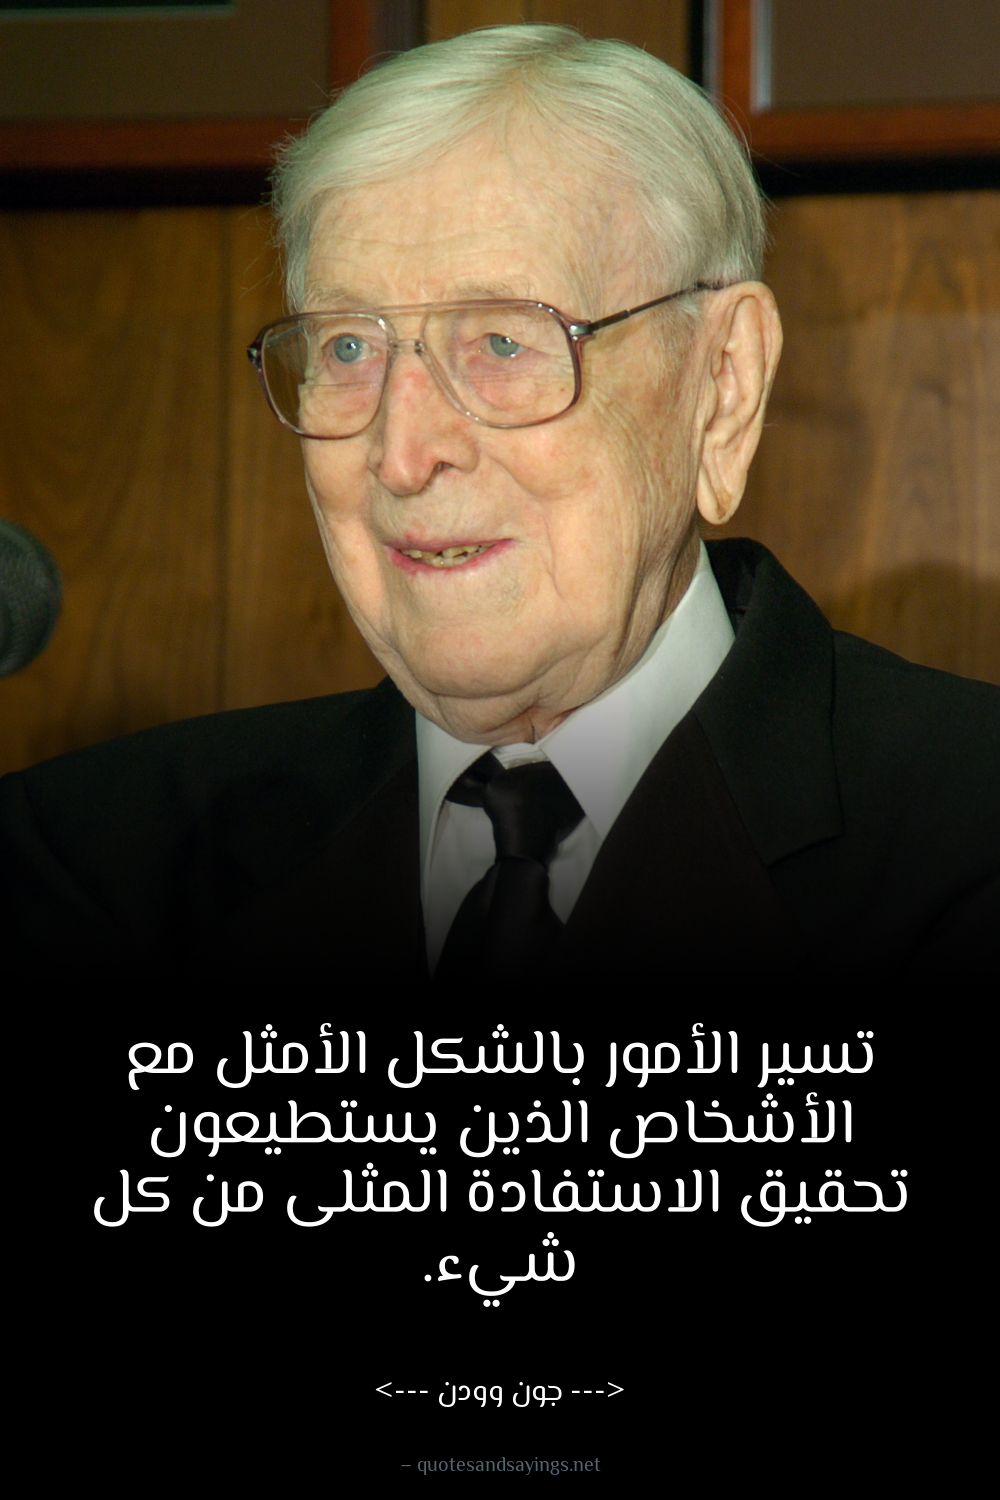 تسير الأمور بالشكل الأمثل مع
الأشخاص الذين يستطيعون
تحقيق الاستفادة المثلى من كل
شيء.
<--- جون وودن --->
– quotesandsayings.net